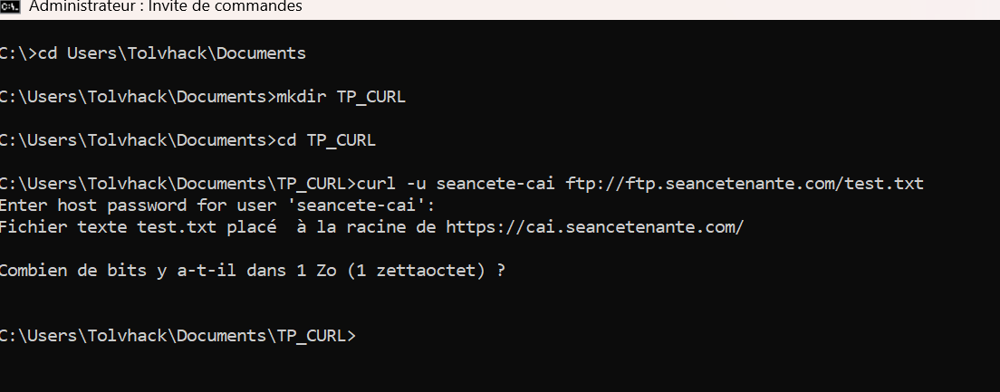 Administrateur : Invite de commandes
C:\>cd Users\Tolvhack\Documents
C:\Users\Tolvhack\Documents>mkdir TP_CURL
C:\Users\Tolvhack\Documents>cd TP_CURL
C:\Users\Tolvhack\Documents\TP_CURL>curl -u seancete-cai ftp://ftp.seancetenante.com/test.txt
Enter host password for user 'seancete-cai':
Fichier texte test.txt placé  à la racine de https://cai.seancetenante.com/
Combien de bits y a-t-il dans 1 Zo (1 zettaoctet) ?
C:\Users\Tolvhack\Documents\TP_CURL>